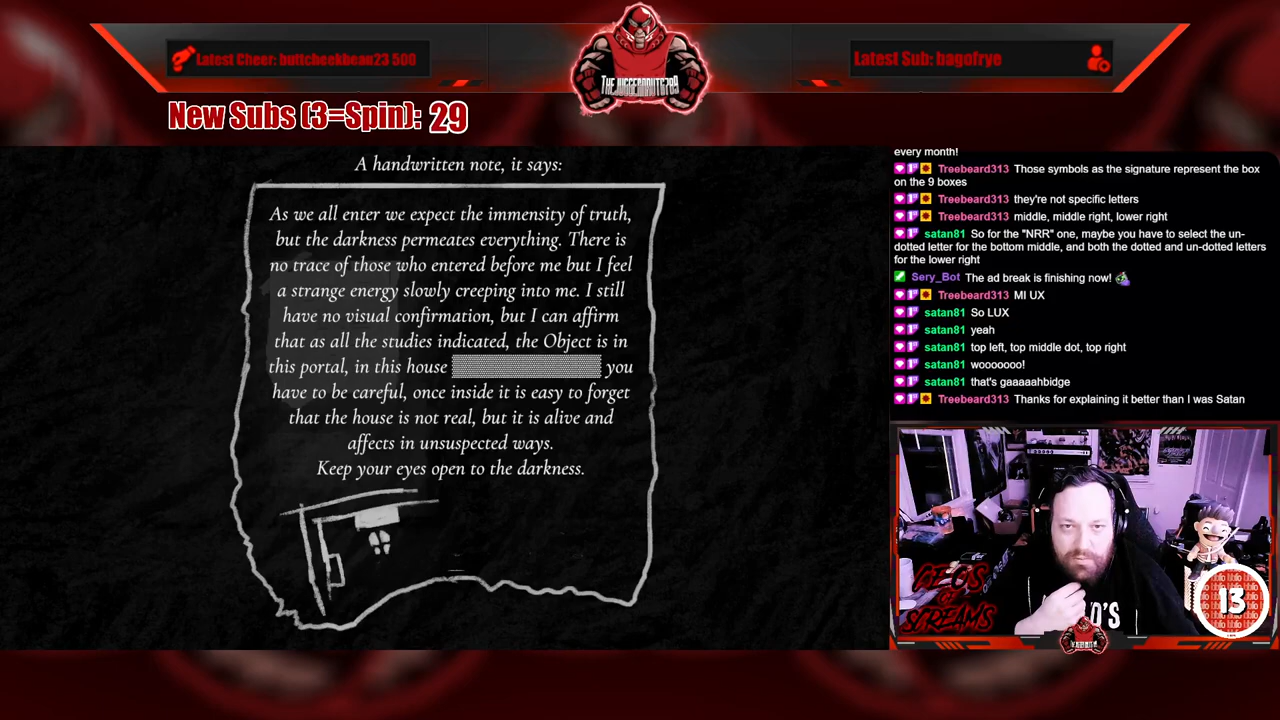 Latest Cheer: buttcheekbean23 500
THEJUGGERNAUT6789
Latest Sub: bagofrye
New Subs (3=Spin): 29
A handwritten note, it says:
As we all enter we expect the immensity of truth,
but the darkness permeates everything. There is
no trace of those who entered before me but I feel
a strange energy slowly creeping into me. I still
have no visual confirmation, but I can affirm
that as all the studies indicated, the Object is in
this portal, in this house you
have to be careful, once inside it is easy to forget
that the house is not real, but it is alive and
affects in unsuspected ways.
Keep your eyes open to the darkness.
every month!
Treebeard313 Those symbols as the signature represent the box
on the 9 boxes
Treebeard313 they're not specific letters
Treebeard313 middle, middle right, lower right
satan81 So for the "NRR" one, maybe you have to select the un-
dotted letter for the bottom middle, and both the dotted and un-dotted letters
for the lower right
Sery_Bot The ad break is finishing now!
Treebeard313 MI UX
satan81 So LUX
satan81 yeah
satan81 top left, top middle dot, top right
satan81 wooooooo!
satan81 that's gaaaaahbidge
Treebeard313 Thanks for explaining it better than I was Satan
SCREAMS
13